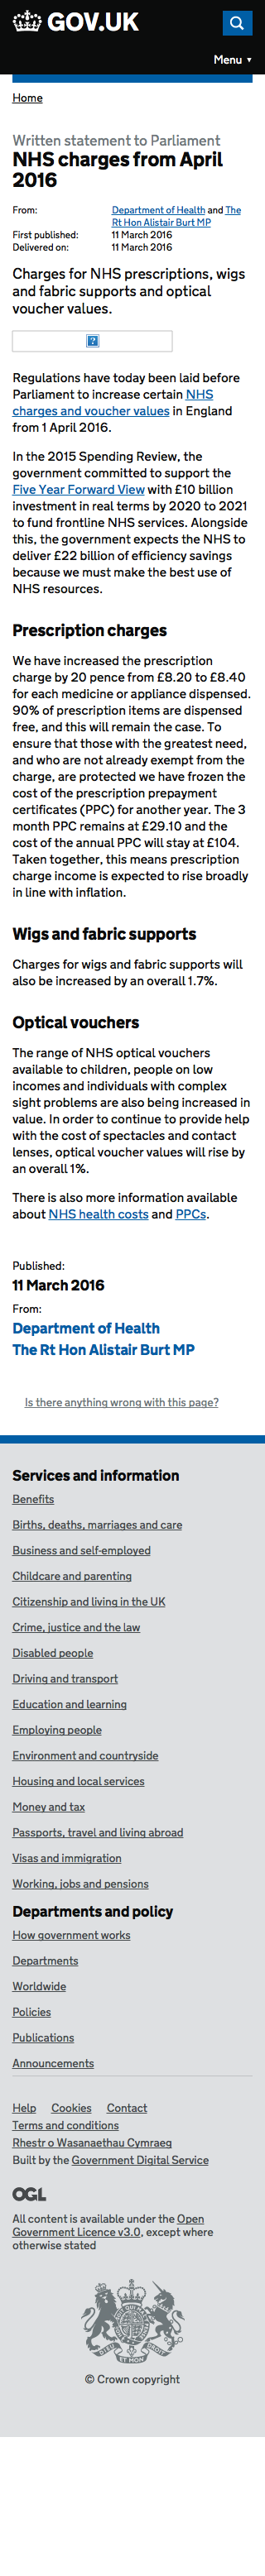 GOV.UK
Menu ▼
Home
Written statement to Parliament
NHS charges from April
2016
From:
Department of Health and The
Rt Hon Alistair Burt MP
First published:
11 March 2016
Delivered on:
11 March 2016
Charges for NHS prescriptions, wigs
and fabric supports and optical
voucher values.
Regulations have today been laid before
Parliament to increase certain NHS
charges and voucher values in England
from 1 April 2016.
In the 2015 Spending Review, the
government committed to support the
Five Year Forward View with £10 billion
investment in real terms by 2020 to 2021
to fund frontline NHS services. Alongside
this, the government expects the NHS to
deliver £22 billion of efficiency savings
because we must make the best use of
NHS resources.
Prescription charges
We have increased the prescription
charge by 20 pence from £8.20 to £8.40
for each medicine or appliance dispensed.
90% of prescription items are dispensed
free, and this will remain the case. To
ensure that those with the greatest need,
and who are not already exempt from the
charge, are protected we have frozen the
cost of the prescription prepayment
certificates (PPC) for another year. The 3
month PPC remains at £29.10 and the
cost of the annual PPC will stay at £104.
Taken together, this means prescription
charge income is expected to rise broadly
in line with inflation.
Wigs and fabric supports
Charges for wigs and fabric supports will
also be increased by an overall 1.7%.
Optical vouchers
The range of NHS optical vouchers
available to children, people on low
incomes and individuals with complex
sight problems are also being increased in
value. In order to continue to provide help
with the cost of spectacles and contact
lenses, optical voucher values will rise by
an overall 1%.
There is also more information available
about NHS health costs and PPCs.
Published:
11 March 2016
From:
Department of Health
The Rt Hon Alistair Burt MP
Is there anything wrong with this page?
Services and information
Benefits
Births, deaths, marriages and care
Business and self-employed
Childcare and parenting
Citizenship and living in the UK
Crime, justice and the law
Disabled people
Driving and transport
Education and learning
Employing people
Environment and countryside
Housing and local services
Money and tax
Passports, travel and living abroad
Visas and immigration
Working, jobs and pensions
Departments and policy
How government works
Departments
Worldwide
Policies
Publications
Announcements
Help Cookies Contact
Terms and conditions
Rhestr o Wasanaethau Cymraeg
Built by the Government Digital Service
OGL
All content is available under the Open
Government Licence v3.0, except where
otherwise stated
© Crown copyright